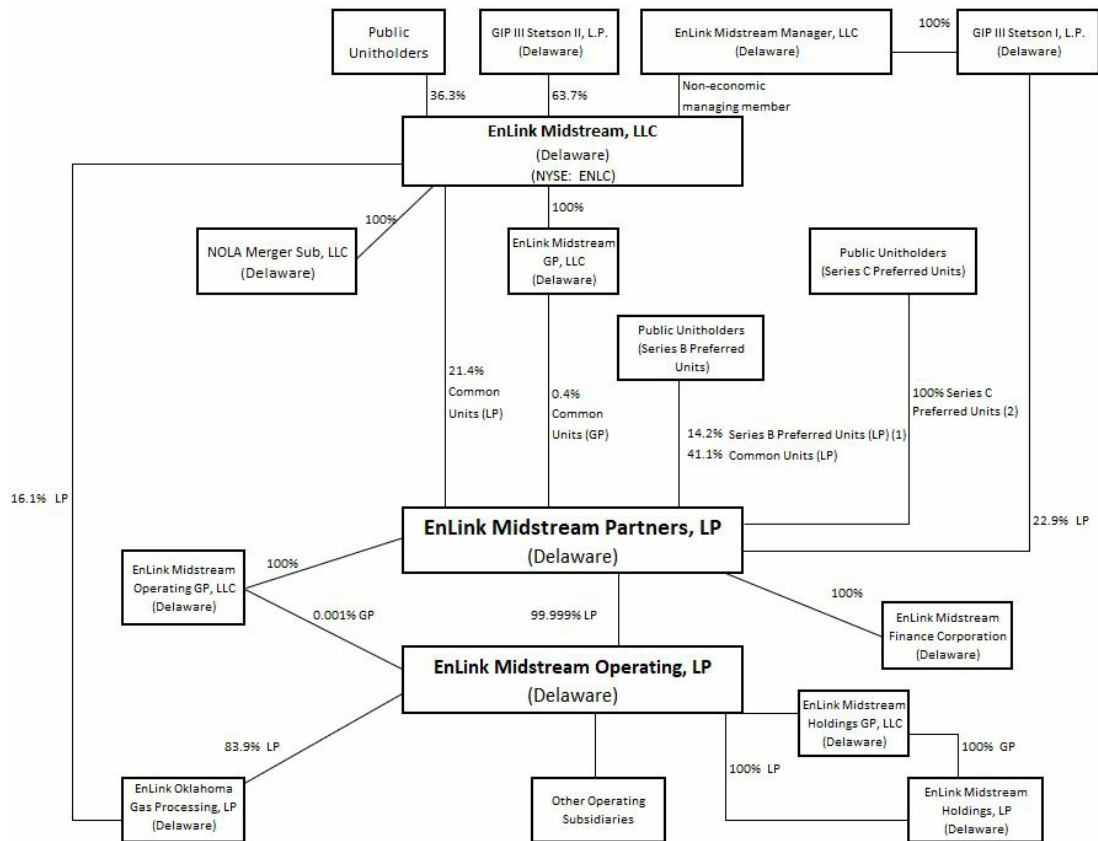 Public
Unitholders
GIP III Stetson II, L.P.
(Delaware)
EnLink Midstream Manager, LLC
(Delaware)
100%
GIP III Stetson I, L.P.
(Delaware)
36.3%
63.7%
Non-economic
managing member
EnLink Midstream, LLC
(Delaware)
(NYSE: ENLC)
100%
100%
NOLA Merger Sub, LLC
(Delaware)
EnLink Midstream
GP, LLC
(Delaware)
Public Unitholders
(Series C Preferred Units)
Public Unitholders
(Series B Preferred
Units)
21.4%
Common
Units (LP)
0.4%
Common
Units (GP)
100% Series C
Preferred Units (2)
14.2% Series B Preferred Units (LP) (1)
41.1% Common Units (LP)
16.1% LP
22.9% LP
EnLink Midstream Partners, LP
(Delaware)
EnLink Midstream
Operating GP, LLC
(Delaware)
100%
0.001% GP
99.999% LP
100%
EnLink Midstream
Finance Corporation
(Delaware)
EnLink Midstream Operating, LP
(Delaware)
EnLink Midstream
Holdings GP, LLC
(Delaware)
83.9% LP
100% LP
100% GP
EnLink Oklahoma
Gas Processing, LP
(Delaware)
Other Operating
Subsidiaries
EnLink Midstream
Holdings, LP
(Delaware)